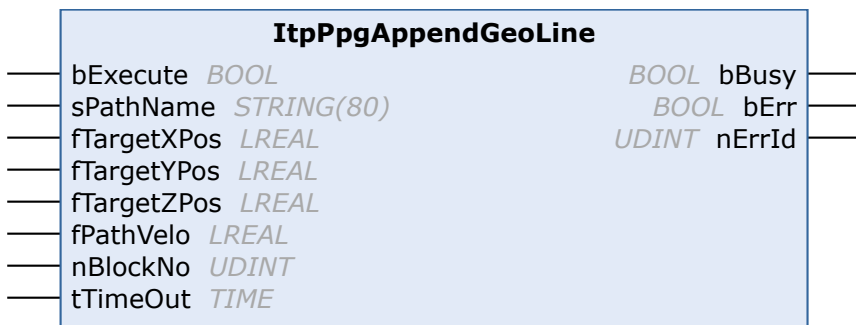 ItpPpgAppendGeoLine
bExecute BOOL BOOL bBusy
sPathName STRING(80) BOOL bErr
fTargetXPos LREAL UDINT nErrId
fTargetYPos LREAL
fTargetZPos LREAL
fPathVelo LREAL
nBlockNo UDINT
tTimeOut TIME